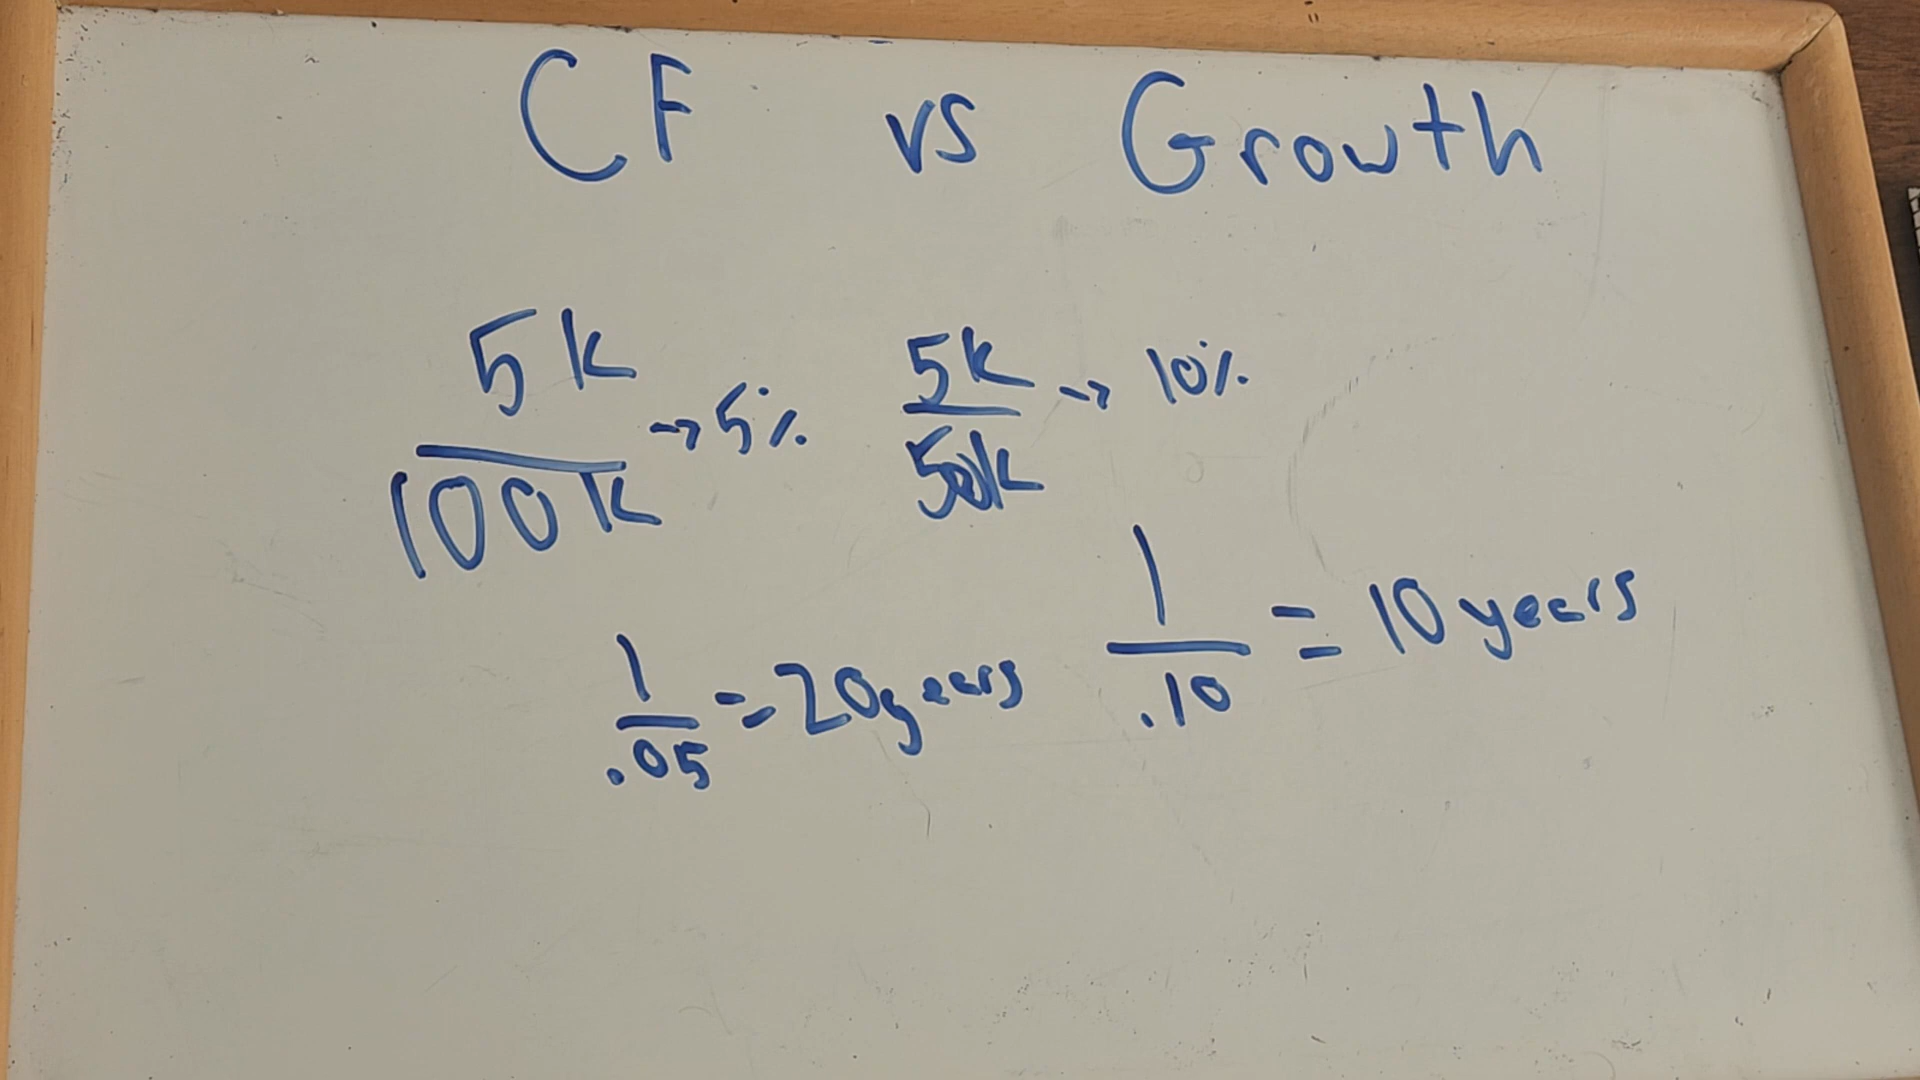 CF vs Growth
5k
100k → 5%
5k
50k → 10%
1
.05 = 20 years
1
.10 = 10 years